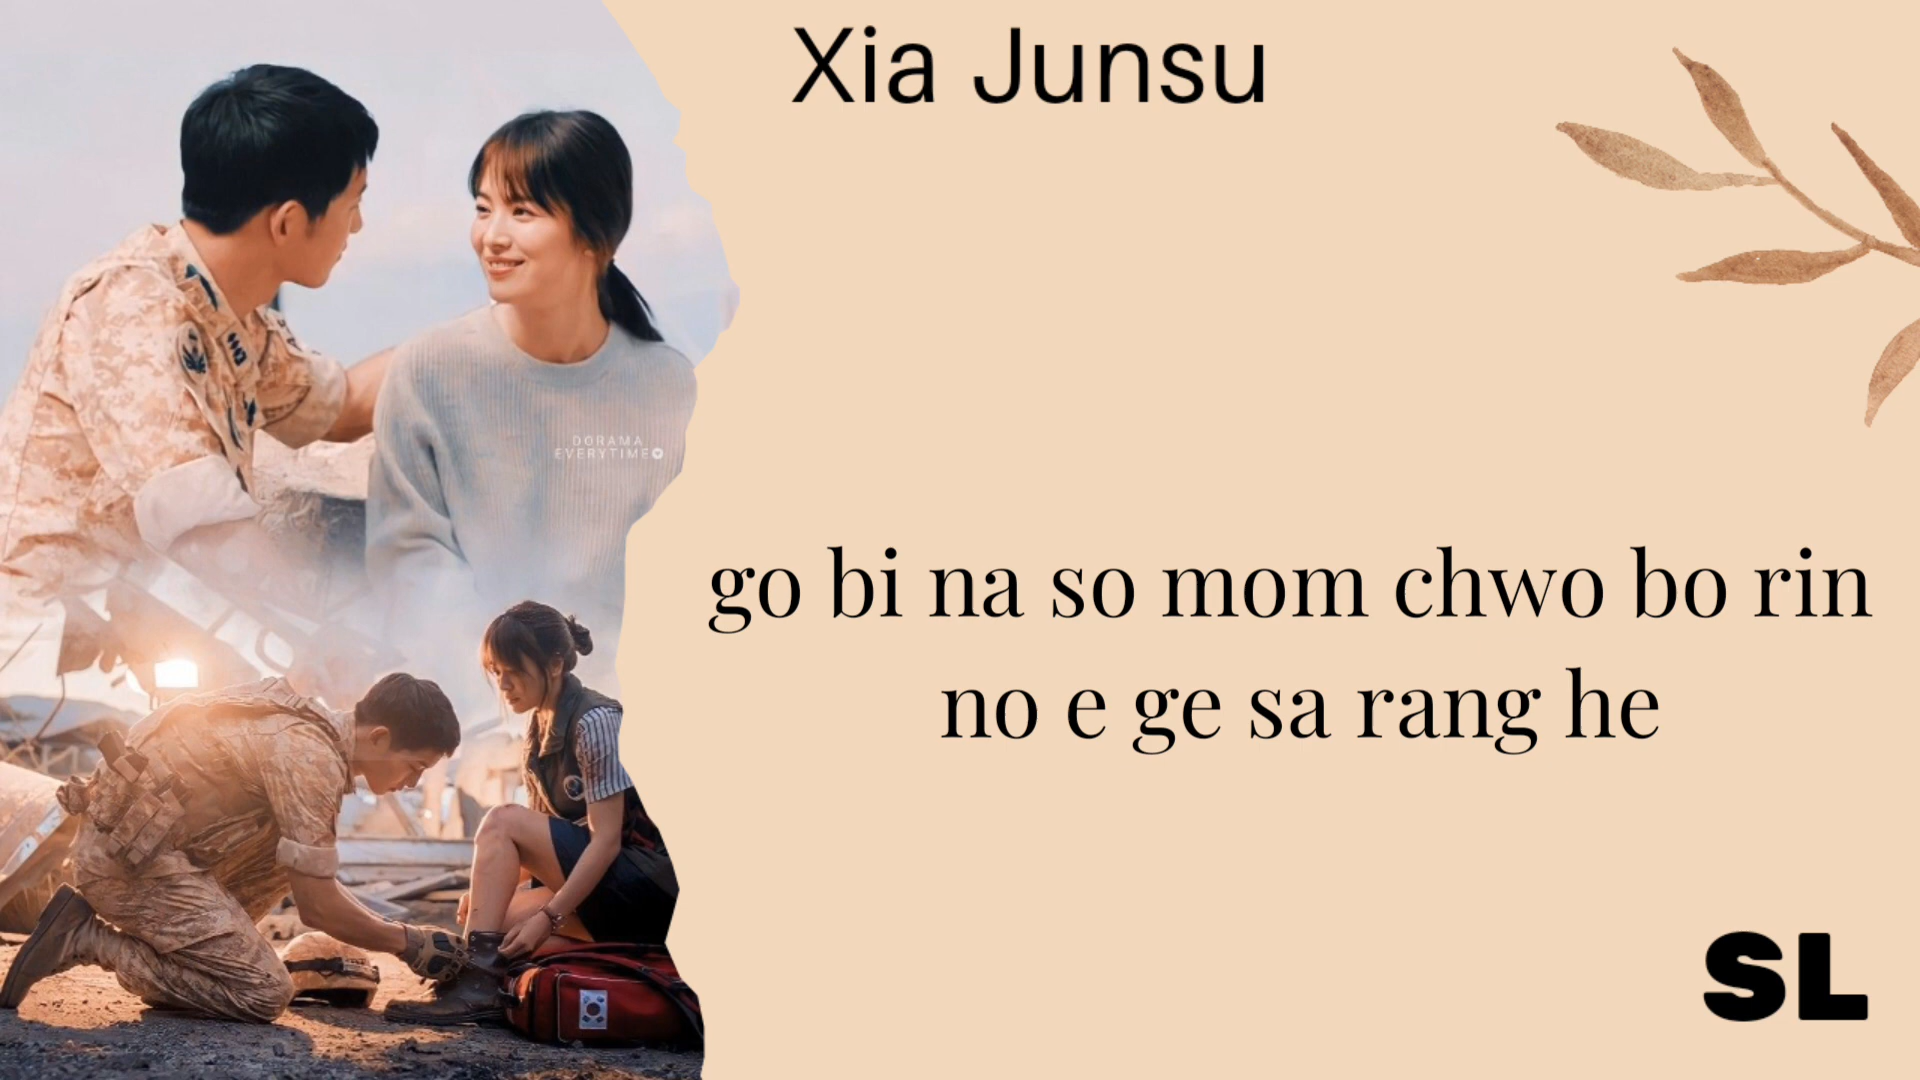 Xia Junsu
DORAMA
EVERYTIME
go bi na so mom chwo bo rin
no e ge sa rang he
SL